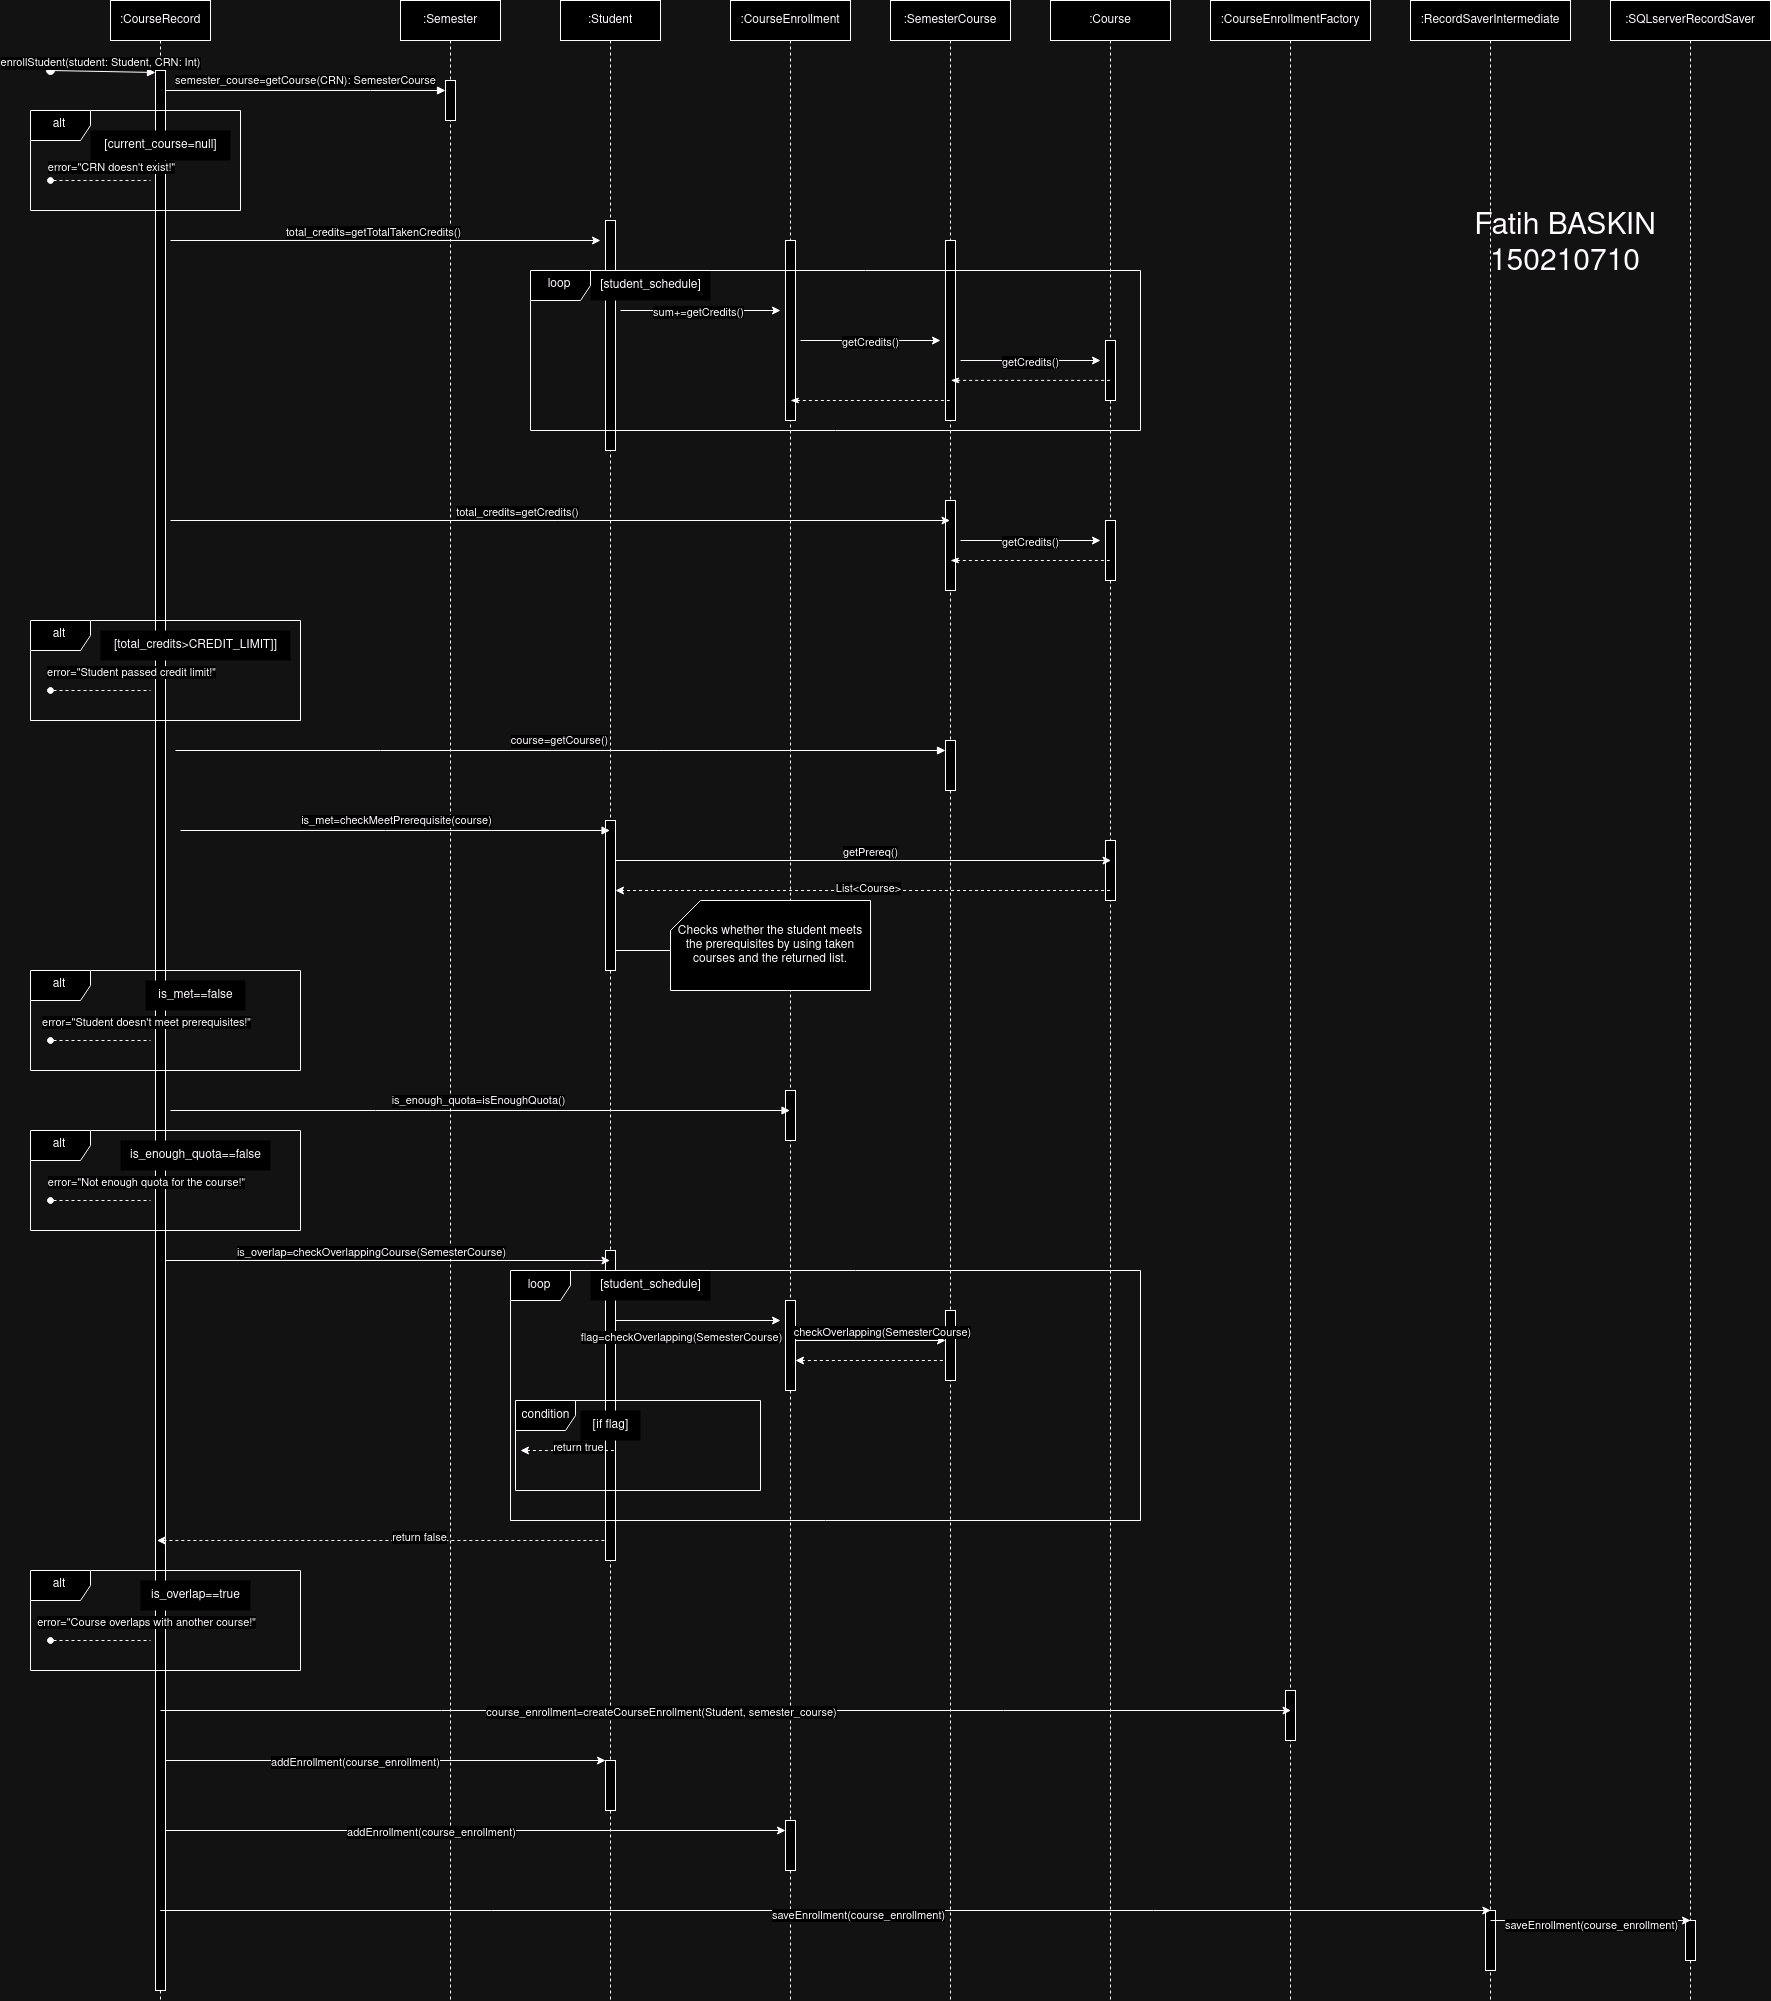 :CourseRecord
:Semester
:Student
:CourseEnrollment
:SemesterCourse
:Course
:CourseEnrollmentFactory
:RecordSaverIntermediate
:SQLserverRecordSaver
enrollStudent(student: Student, CRN: Int)
semester_course=getCourse(CRN): SemesterCourse
alt
[current_course=null]
error="CRN doesn't exist!"
Fatih BASKIN
150210710
total_credits=getTotalTakenCredits()
loop
[student_schedule]
sum+=getCredits()
getCredits()
getCredits()
total_credits=getCredits()
getCredits()
alt
[total_credits>CREDIT_LIMIT]]
error="Student passed credit limit!"
course=getCourse()
is_met=checkMeetPrerequisite(course)
getPrereq()
List<Course>
Checks whether the student meets
the prerequisites by using taken
courses and the returned list.
alt
is_met==false
error="Student doesn't meet prerequisites!"
is_enough_quota=isEnoughQuota()
alt
is_enough_quota==false
error="Not enough quota for the course!"
is_overlap=checkOverlappingCourse(SemesterCourse)
loop
[student_schedule]
flag=checkOverlapping(SemesterCourse)
checkOverlapping(SemesterCourse)
condition
[if flag]
return true
return false
alt
is_overlap==true
error="Course overlaps with another course!"
course_enrollment=createCourseEnrollment(Student, semester_course)
addEnrollment(course_enrollment)
addEnrollment(course_enrollment)
saveEnrollment(course_enrollment)
saveEnrollment(course_enrollment)